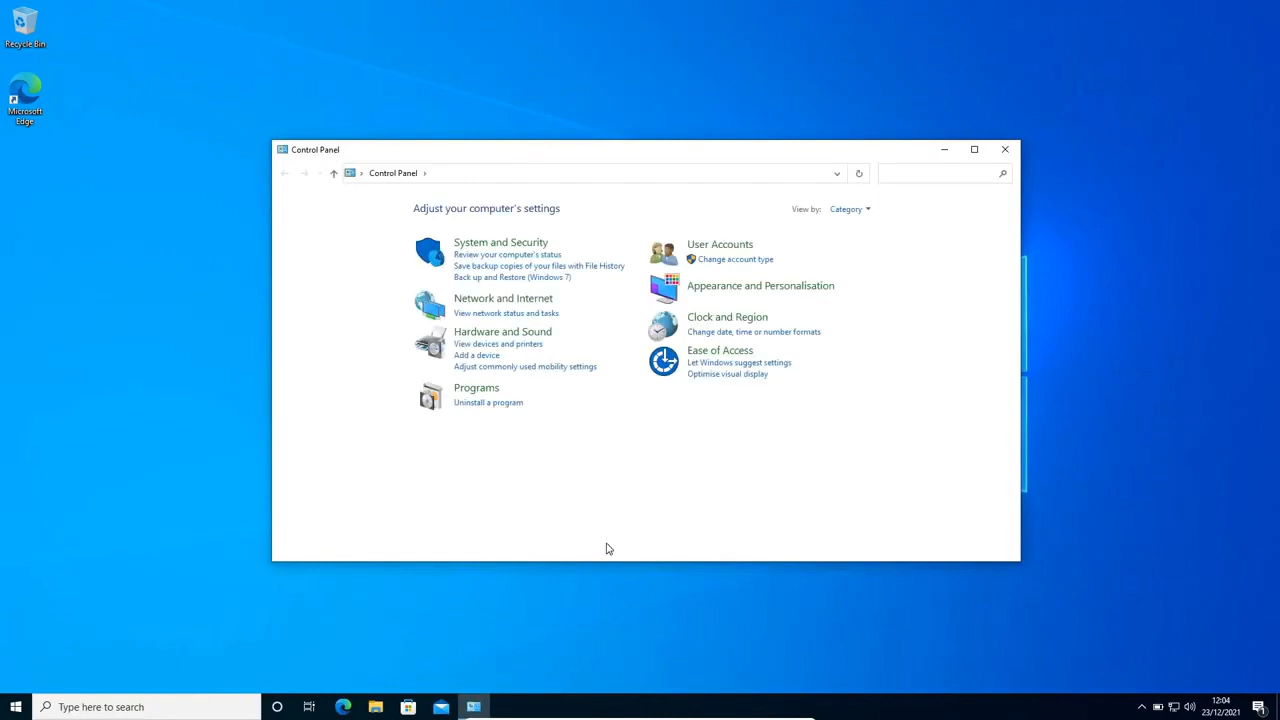 Recycle Bin
Microsoft
Edge
Control Panel
Control Panel
Adjust your computer's settings
View by: Category
System and Security
Review your computer's status
Save backup copies of your files with File History
Back up and Restore (Windows 7)
Network and Internet
View network status and tasks
Hardware and Sound
View devices and printers
Add a device
Adjust commonly used mobility settings
Programs
Uninstall a program
User Accounts
Change account type
Appearance and Personalisation
Clock and Region
Change date, time or number formats
Ease of Access
Let Windows suggest settings
Optimise visual display
Type here to search
12:04
23/12/2021
1